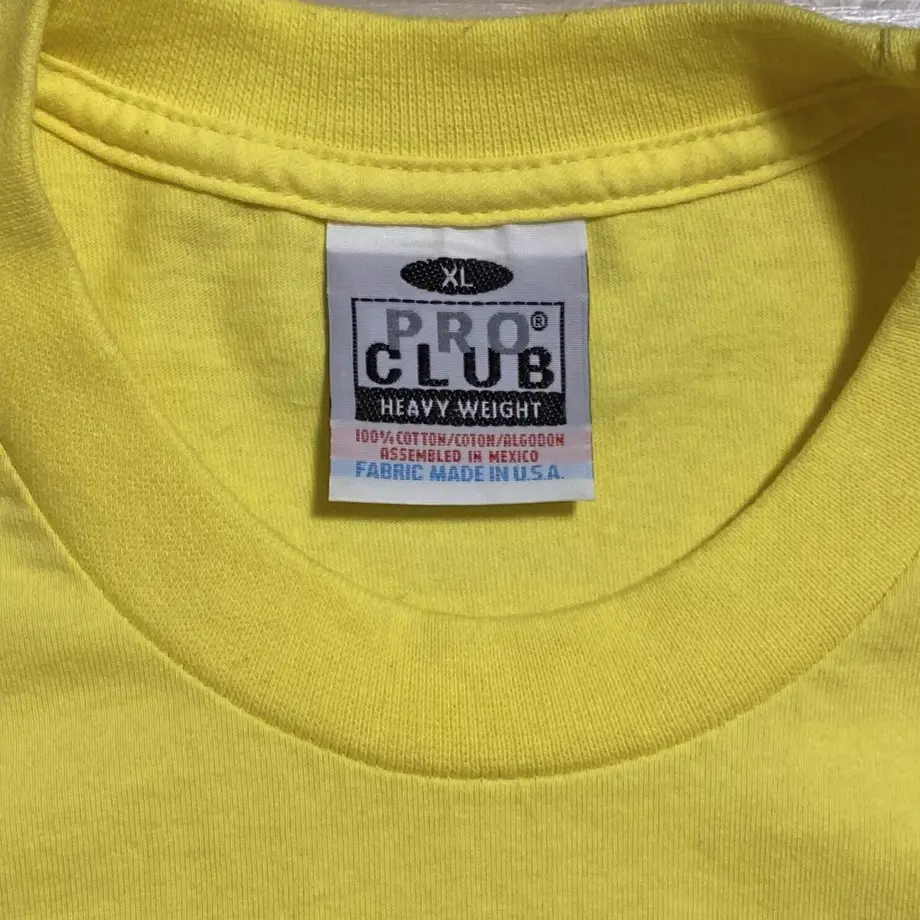 XL
PRO®
CLUB
HEAVY WEIGHT
100% COTTON/COTON/ALGODON
ASSEMBLED IN MEXICO
FABRIC MADE IN U.S.A.